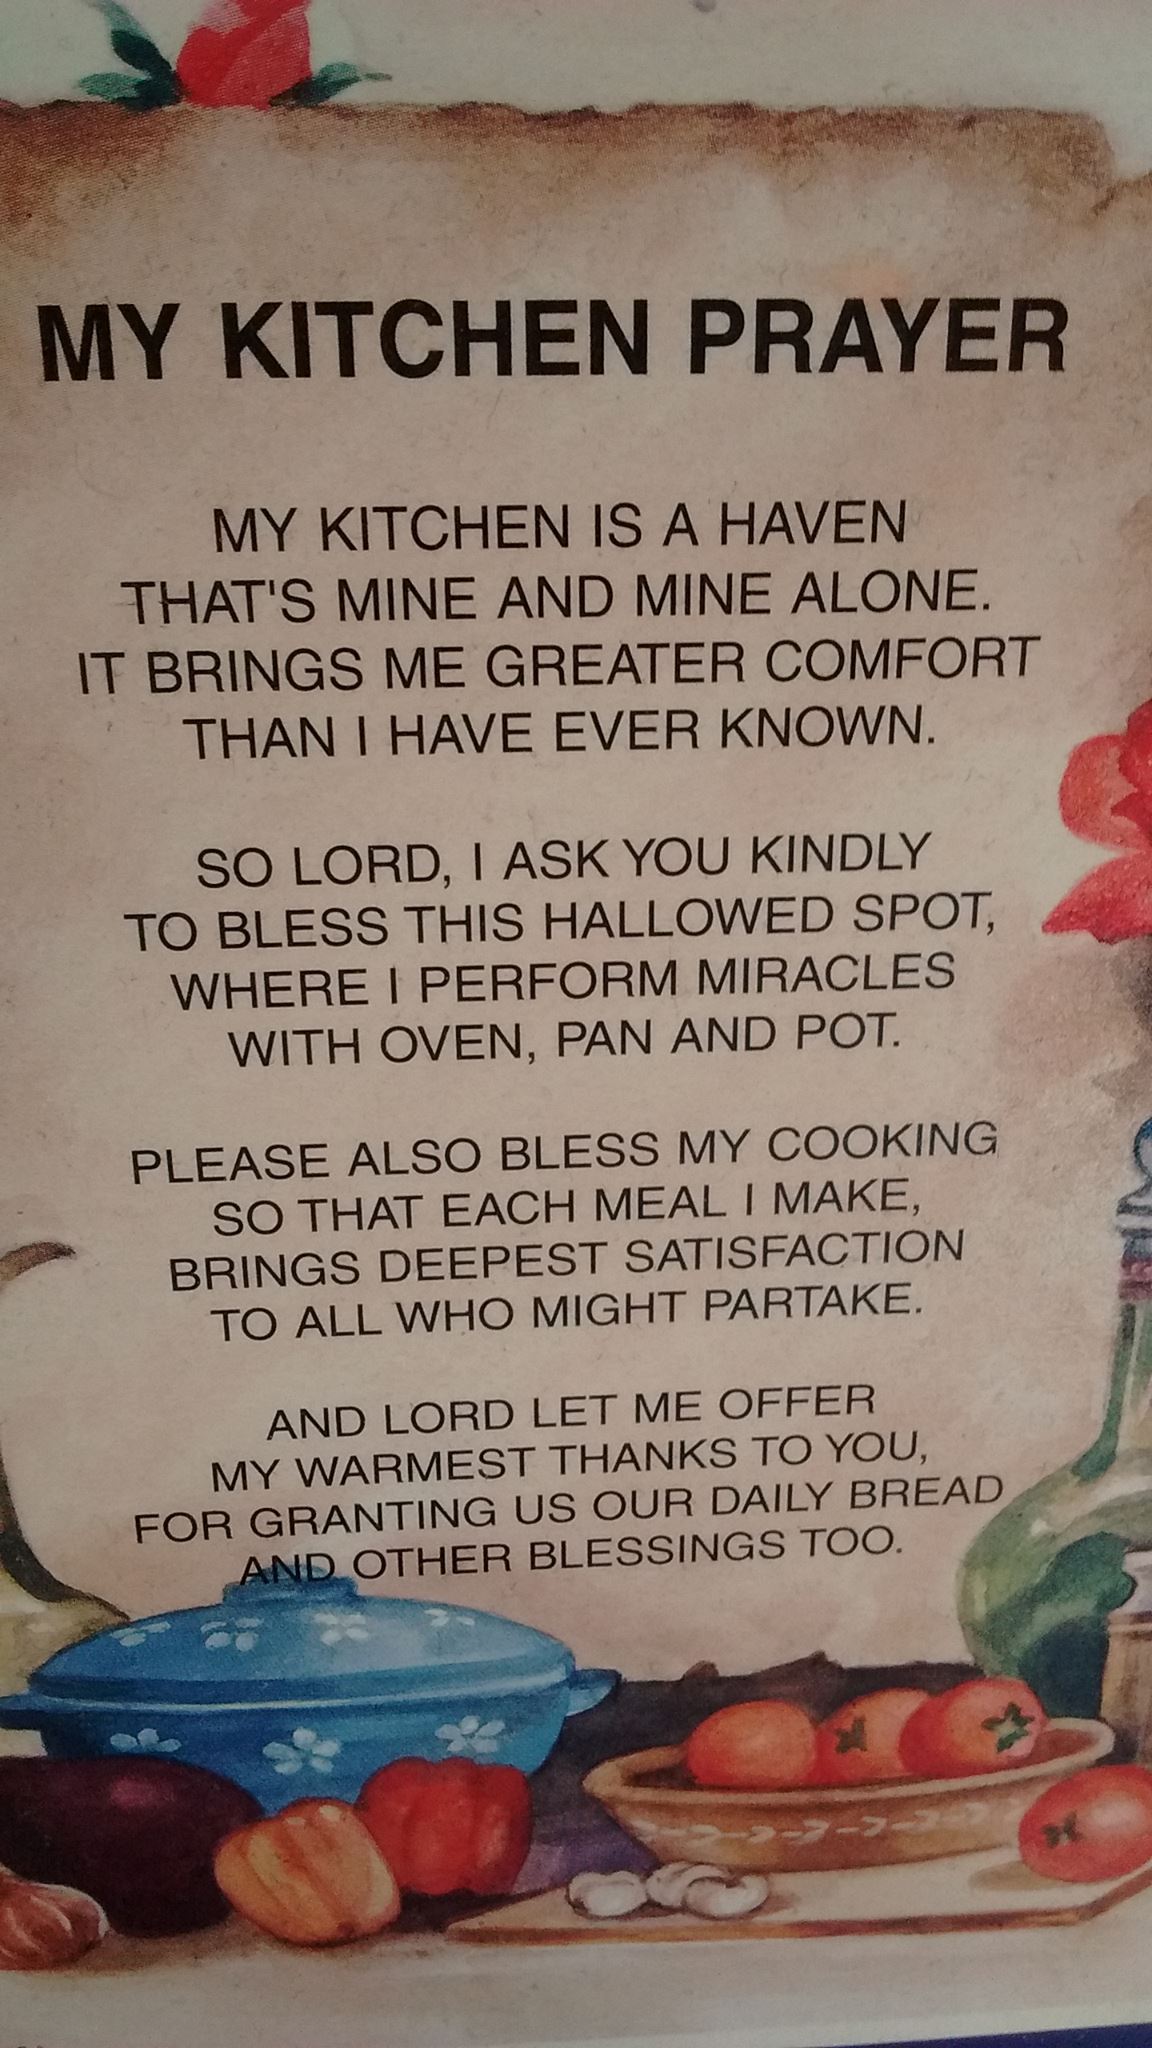 MY KITCHEN PRAYER
MY KITCHEN IS A HAVEN
THAT'S MINE AND MINE ALONE.
IT BRINGS ME GREATER COMFORT
THAN I HAVE EVER KNOWN.
SO LORD, I ASK YOU KINDLY
TO BLESS THIS HALLOWED SPOT,
WHERE I PERFORM MIRACLES
WITH OVEN, PAN AND POT.
PLEASE ALSO BLESS MY COOKING
SO THAT EACH MEAL I MAKE,
BRINGS DEEPEST SATISFACTION
TO ALL WHO MIGHT PARTAKE.
AND LORD LET ME OFFER
MY WARMEST THANKS TO YOU,
FOR GRANTING US OUR DAILY BREAD
AND OTHER BLESSINGS TOO.